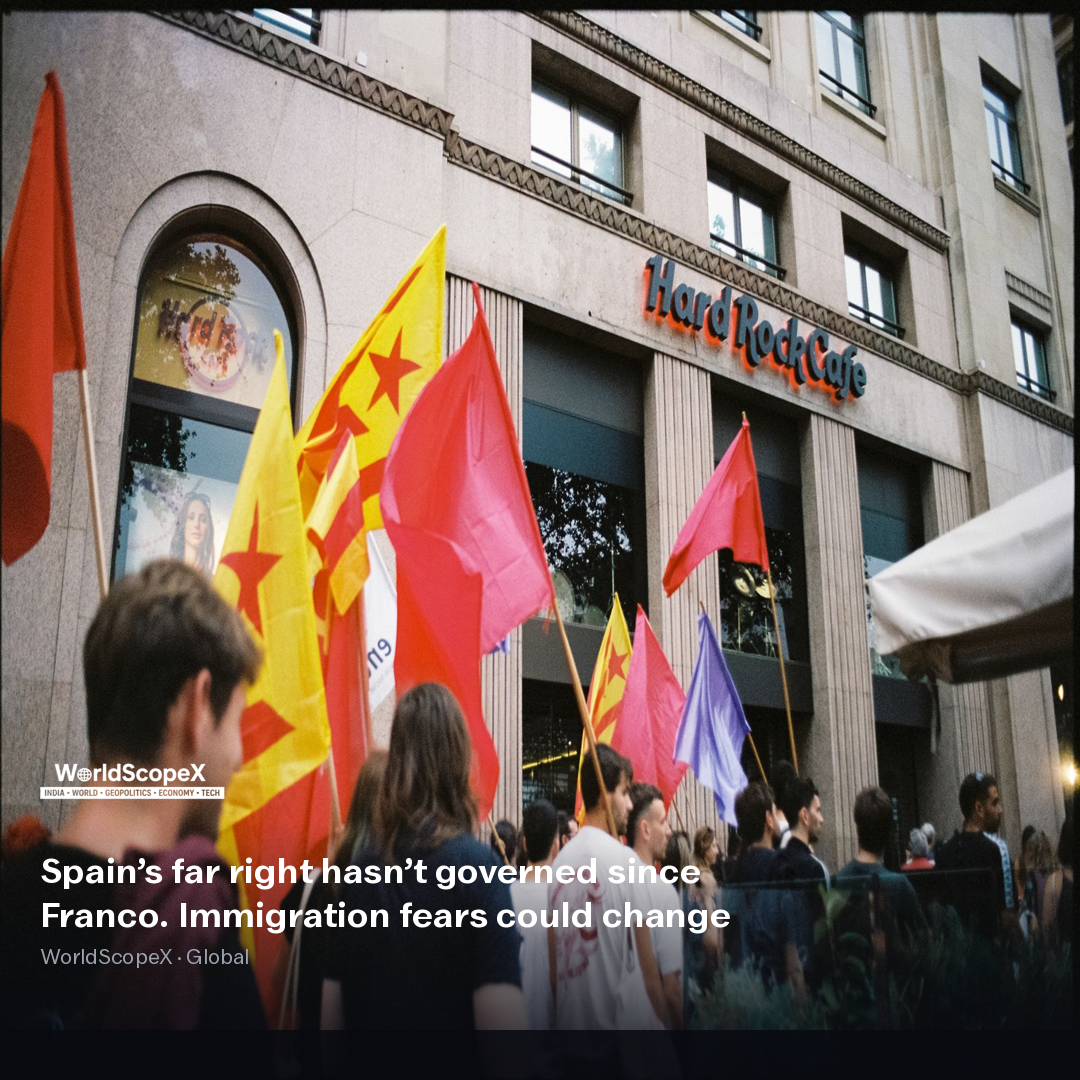 Hard Rock Cafe
en
WorldScopeX
INDIA • WORLD • GEOPOLITICS • ECONOMY • TECH
Spain’s far right hasn’t governed since
Franco. Immigration fears could change
WorldScopeX · Global